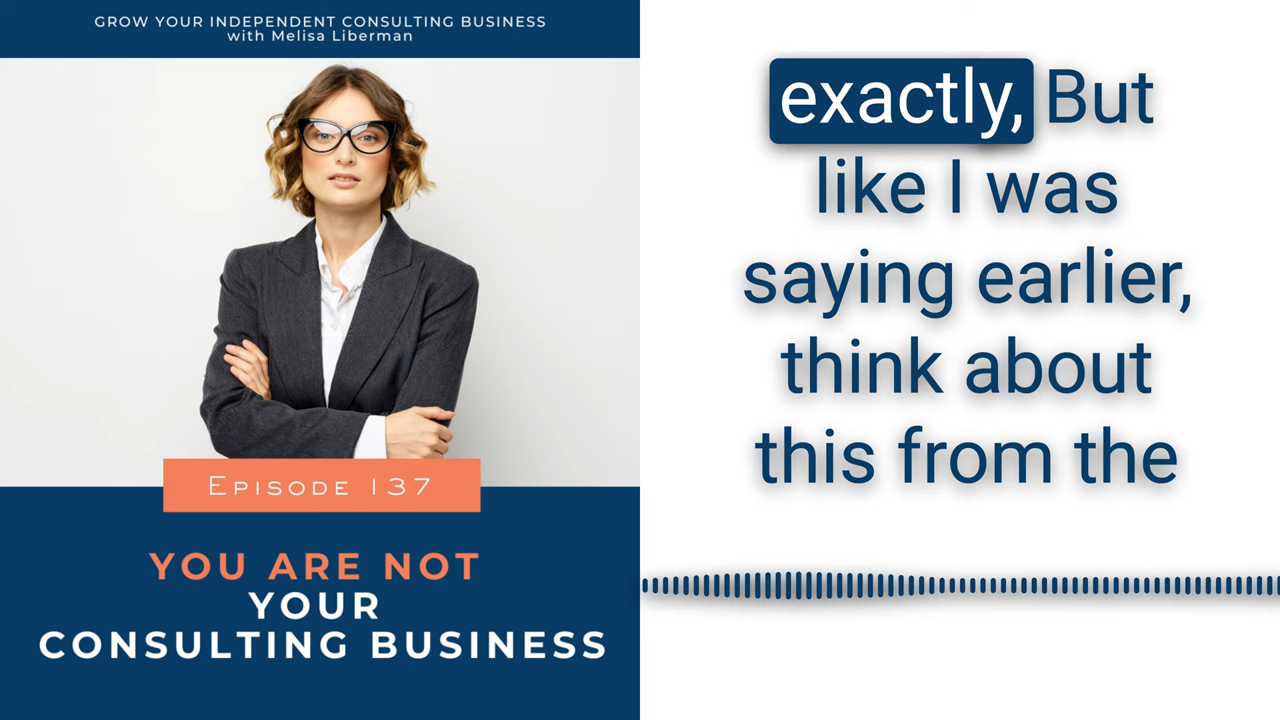 GROW YOUR INDEPENDENT CONSULTING BUSINESS
with Melisa Liberman
EPISODE 137
YOU ARE NOT
YOUR
CONSULTING BUSINESS
exactly, But
like I was
saying earlier,
think about
this from the